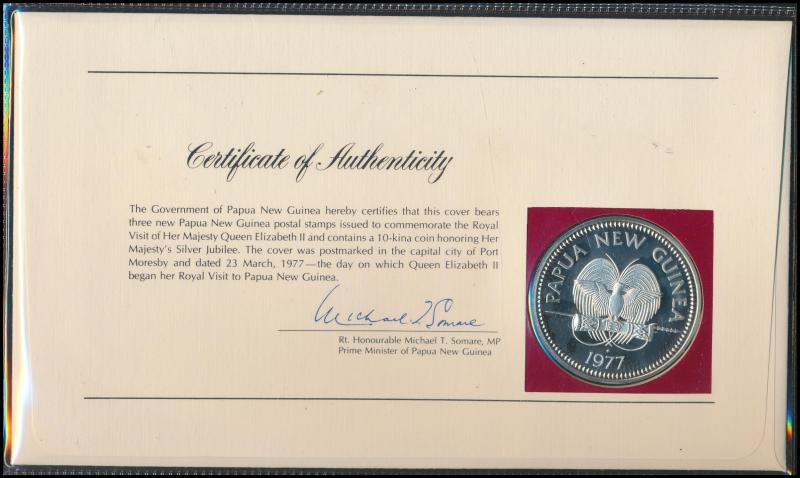 Certificate of Authenticity
The Government of Papua New Guinea hereby certifies that this cover bears
three new Papua New Guinea postal stamps issued to commemorate the Royal
Visit of Her Majesty Queen Elizabeth II and contains a 10-kina coin honoring Her
Majesty's Silver Jubilee. The cover was postmarked in the capital city of Port
Moresby and dated 23 March, 1977—the day on which Queen Elizabeth II
began her Royal Visit to Papua New Guinea.
Michael T Somare
Rt. Honourable Michael T. Somare, MP
Prime Minister of Papua New Guinea
PAPUA NEW GUINEA
1977